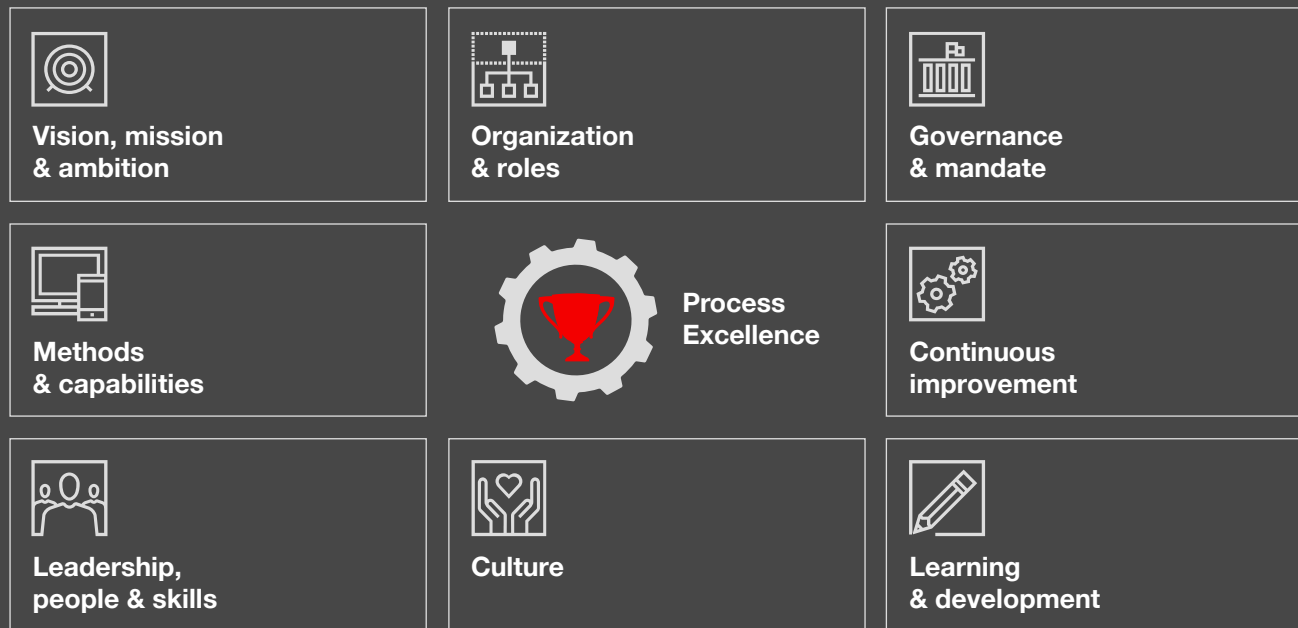 Vision, mission
& ambition
Organization
& roles
Governance
& mandate
Methods
& capabilities
Process
Excellence
Continuous
improvement
Leadership,
people & skills
Culture
Learning
& development